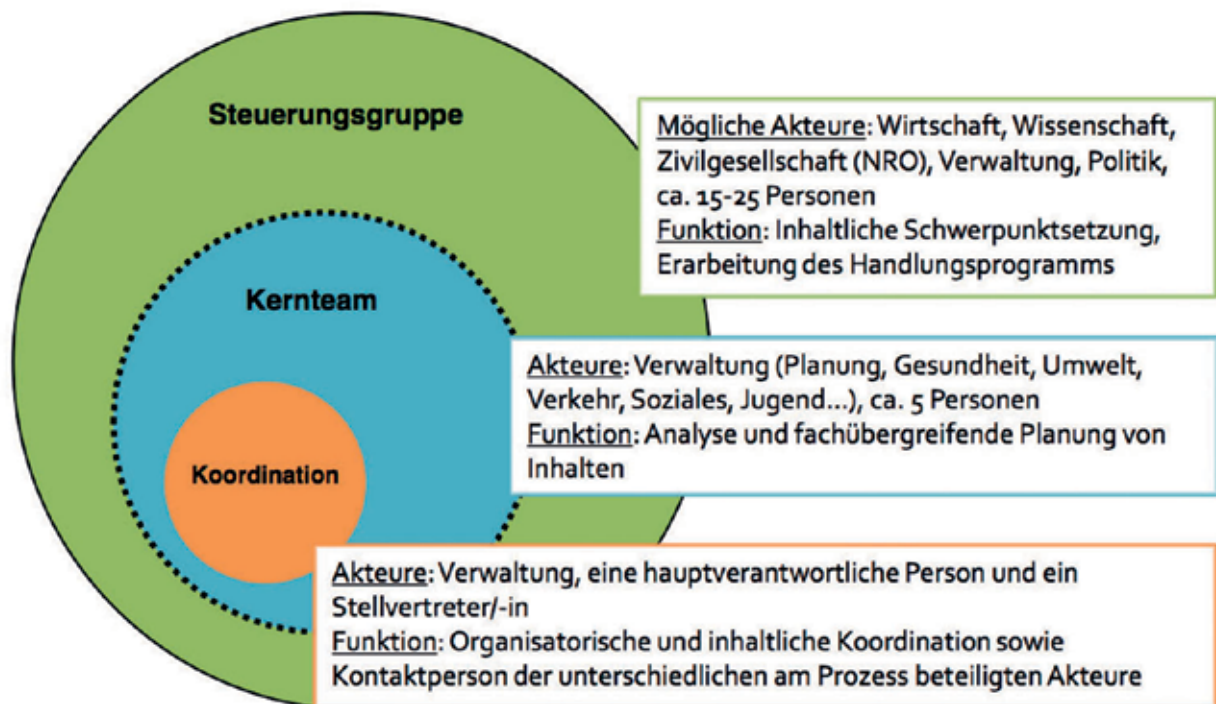 Steuerungsgruppe
Mögliche Akteure: Wirtschaft, Wissenschaft,
Zivilgesellschaft (NRO), Verwaltung, Politik,
ca. 15-25 Personen
Funktion: Inhaltliche Schwerpunktsetzung,
Erarbeitung des Handlungsprogramms
Kernteam
Akteure: Verwaltung (Planung, Gesundheit, Umwelt,
Verkehr, Soziales, Jugend...), ca. 5 Personen
Funktion: Analyse und fachübergreifende Planung von
Inhalten
Koordination
Akteure: Verwaltung, eine hauptverantwortliche Person und ein
Stellvertreter/-in
Funktion: Organisatorische und inhaltliche Koordination sowie
Kontaktperson der unterschiedlichen am Prozess beteiligten Akteure